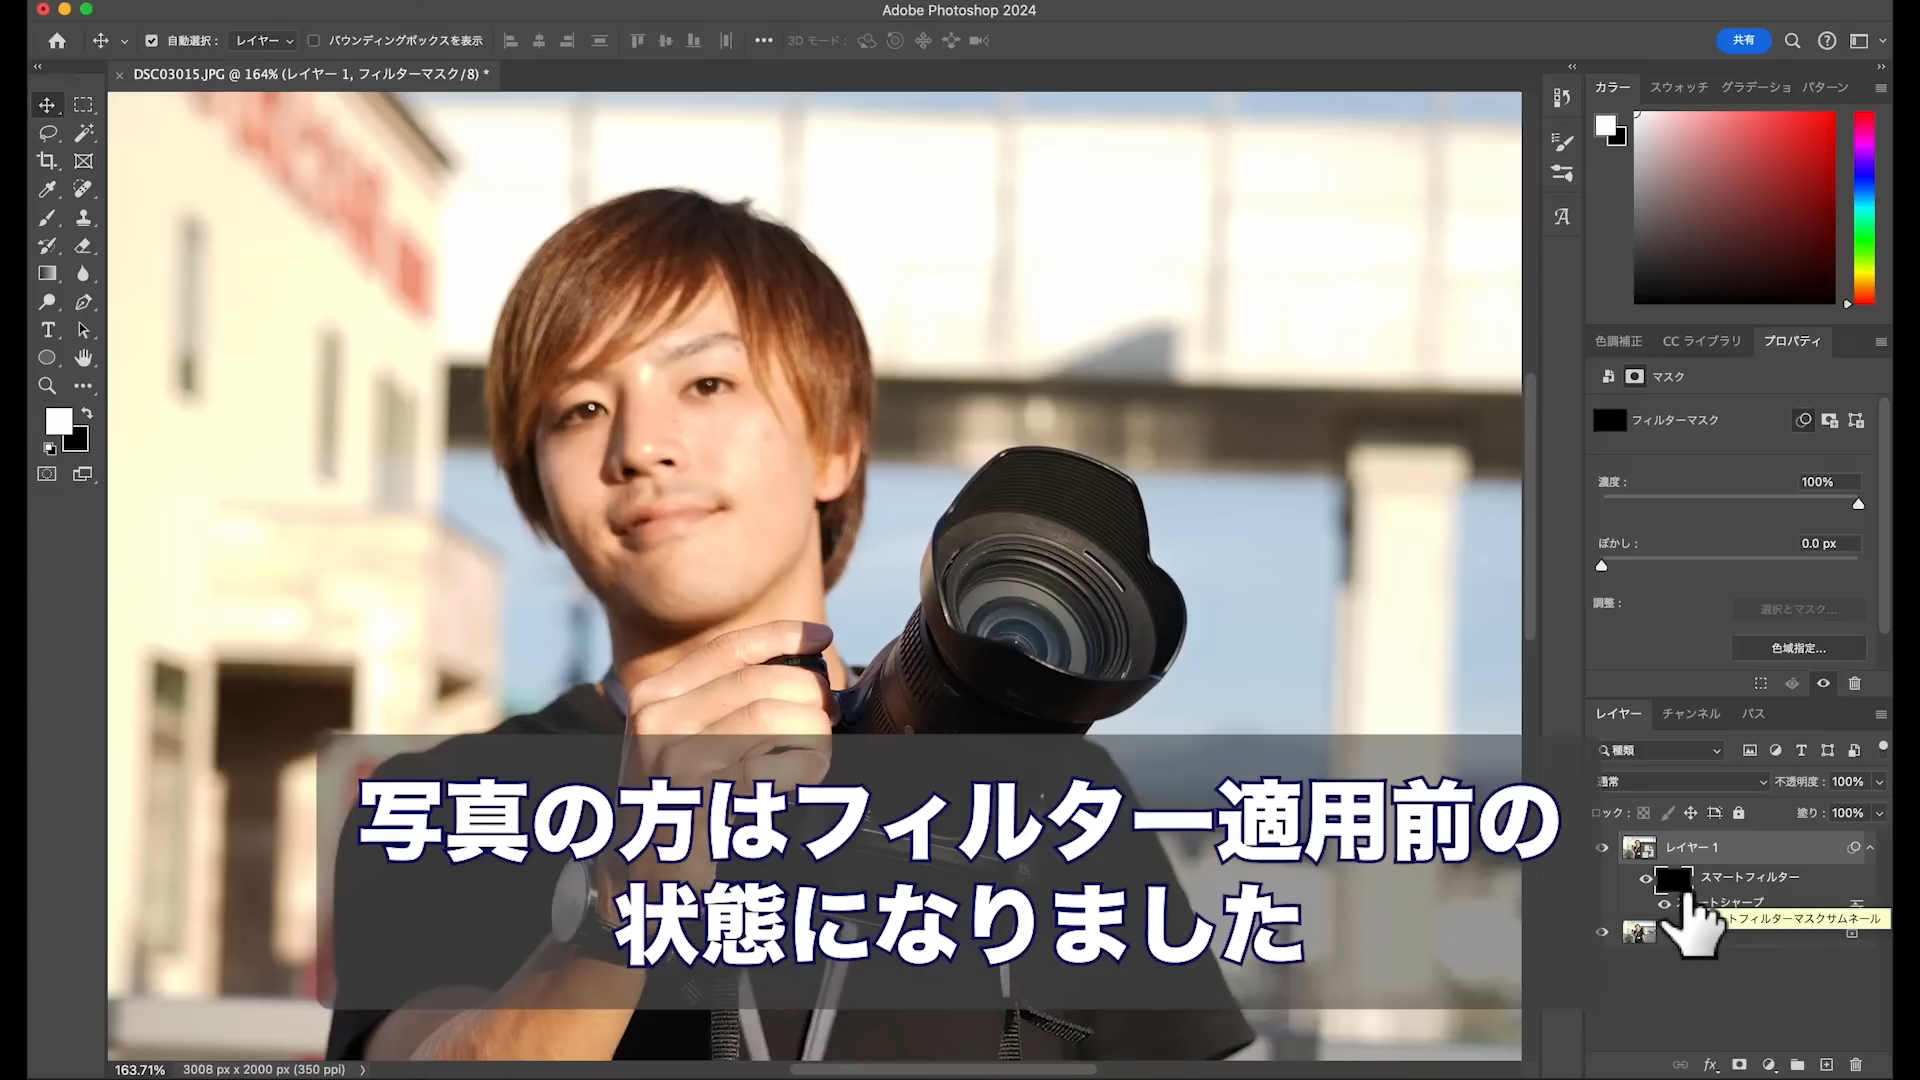 Adobe Photoshop 2024
自動選択：
レイヤー
バウンディングボックスを表示
3D モード：
共有
DSC03015.JPG @ 164% (レイヤー 1, フィルターマスク/8) *
カラー スウォッチ グラデーショ パターン
色調補正 CC ライブラリ プロパティ
マスク
フィルターマスク
濃度： 100%
ぼかし： 0.0 px
調整：
選択とマスク...
色域指定...
レイヤー チャンネル パス
種類
通常 不透明度： 100%
ロック： 塗り： 100%
レイヤー 1
スマートフィルター
ートシャープ
トフィルターマスクサムネール
写真の方はフィルター適用前の
状態になりました
163.71% 3008 px x 2000 px (350 ppi)